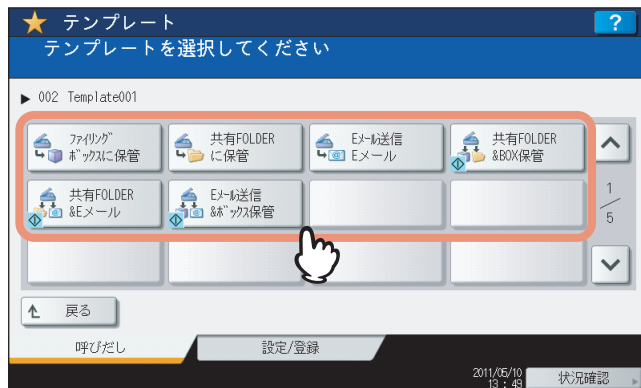 テンプレート
?
テンプレートを選択してください
002 Template001
ﾌｧｲﾘﾝｸﾞ
ﾎﾞｯｸｽに保管
共有FOLDER
に保管
Eﾒｰﾙ送信
Eメール
共有FOLDER
&BOX保管
共有FOLDER
&Eメール
Eﾒｰﾙ送信
&ﾎﾞｯｸｽ保管
1
5
戻る
呼びだし
設定/登録
2011/05/10
13 : 49
状況確認